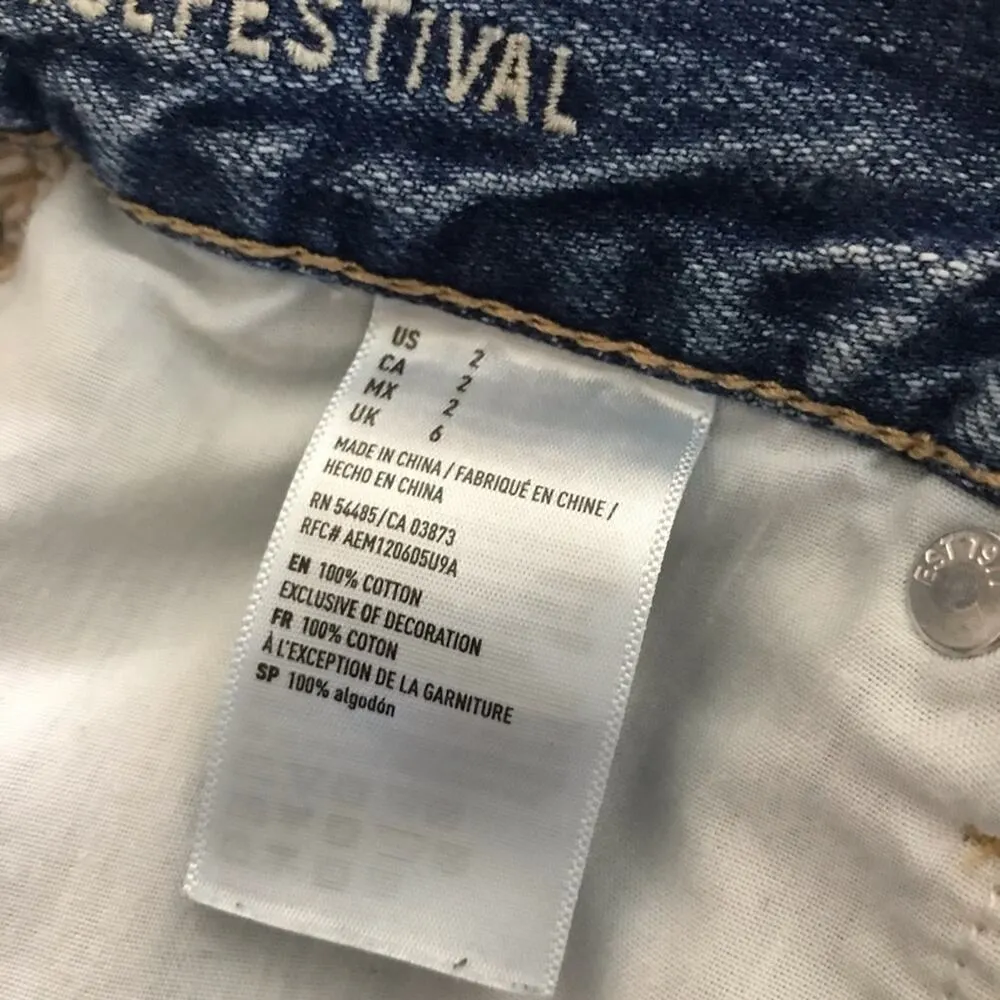 FESTIVAL
US 2
CA 2
MX 2
UK 6
MADE IN CHINA / FABRIQUÉ EN CHINE /
HECHO EN CHINA
RN 54485/CA 03873
RFC# AEM120605U9A
EN 100% COTTON
EXCLUSIVE OF DECORATION
FR 100% COTON
À L'EXCEPTION DE LA GARNITURE
SP 100% algodón
EST